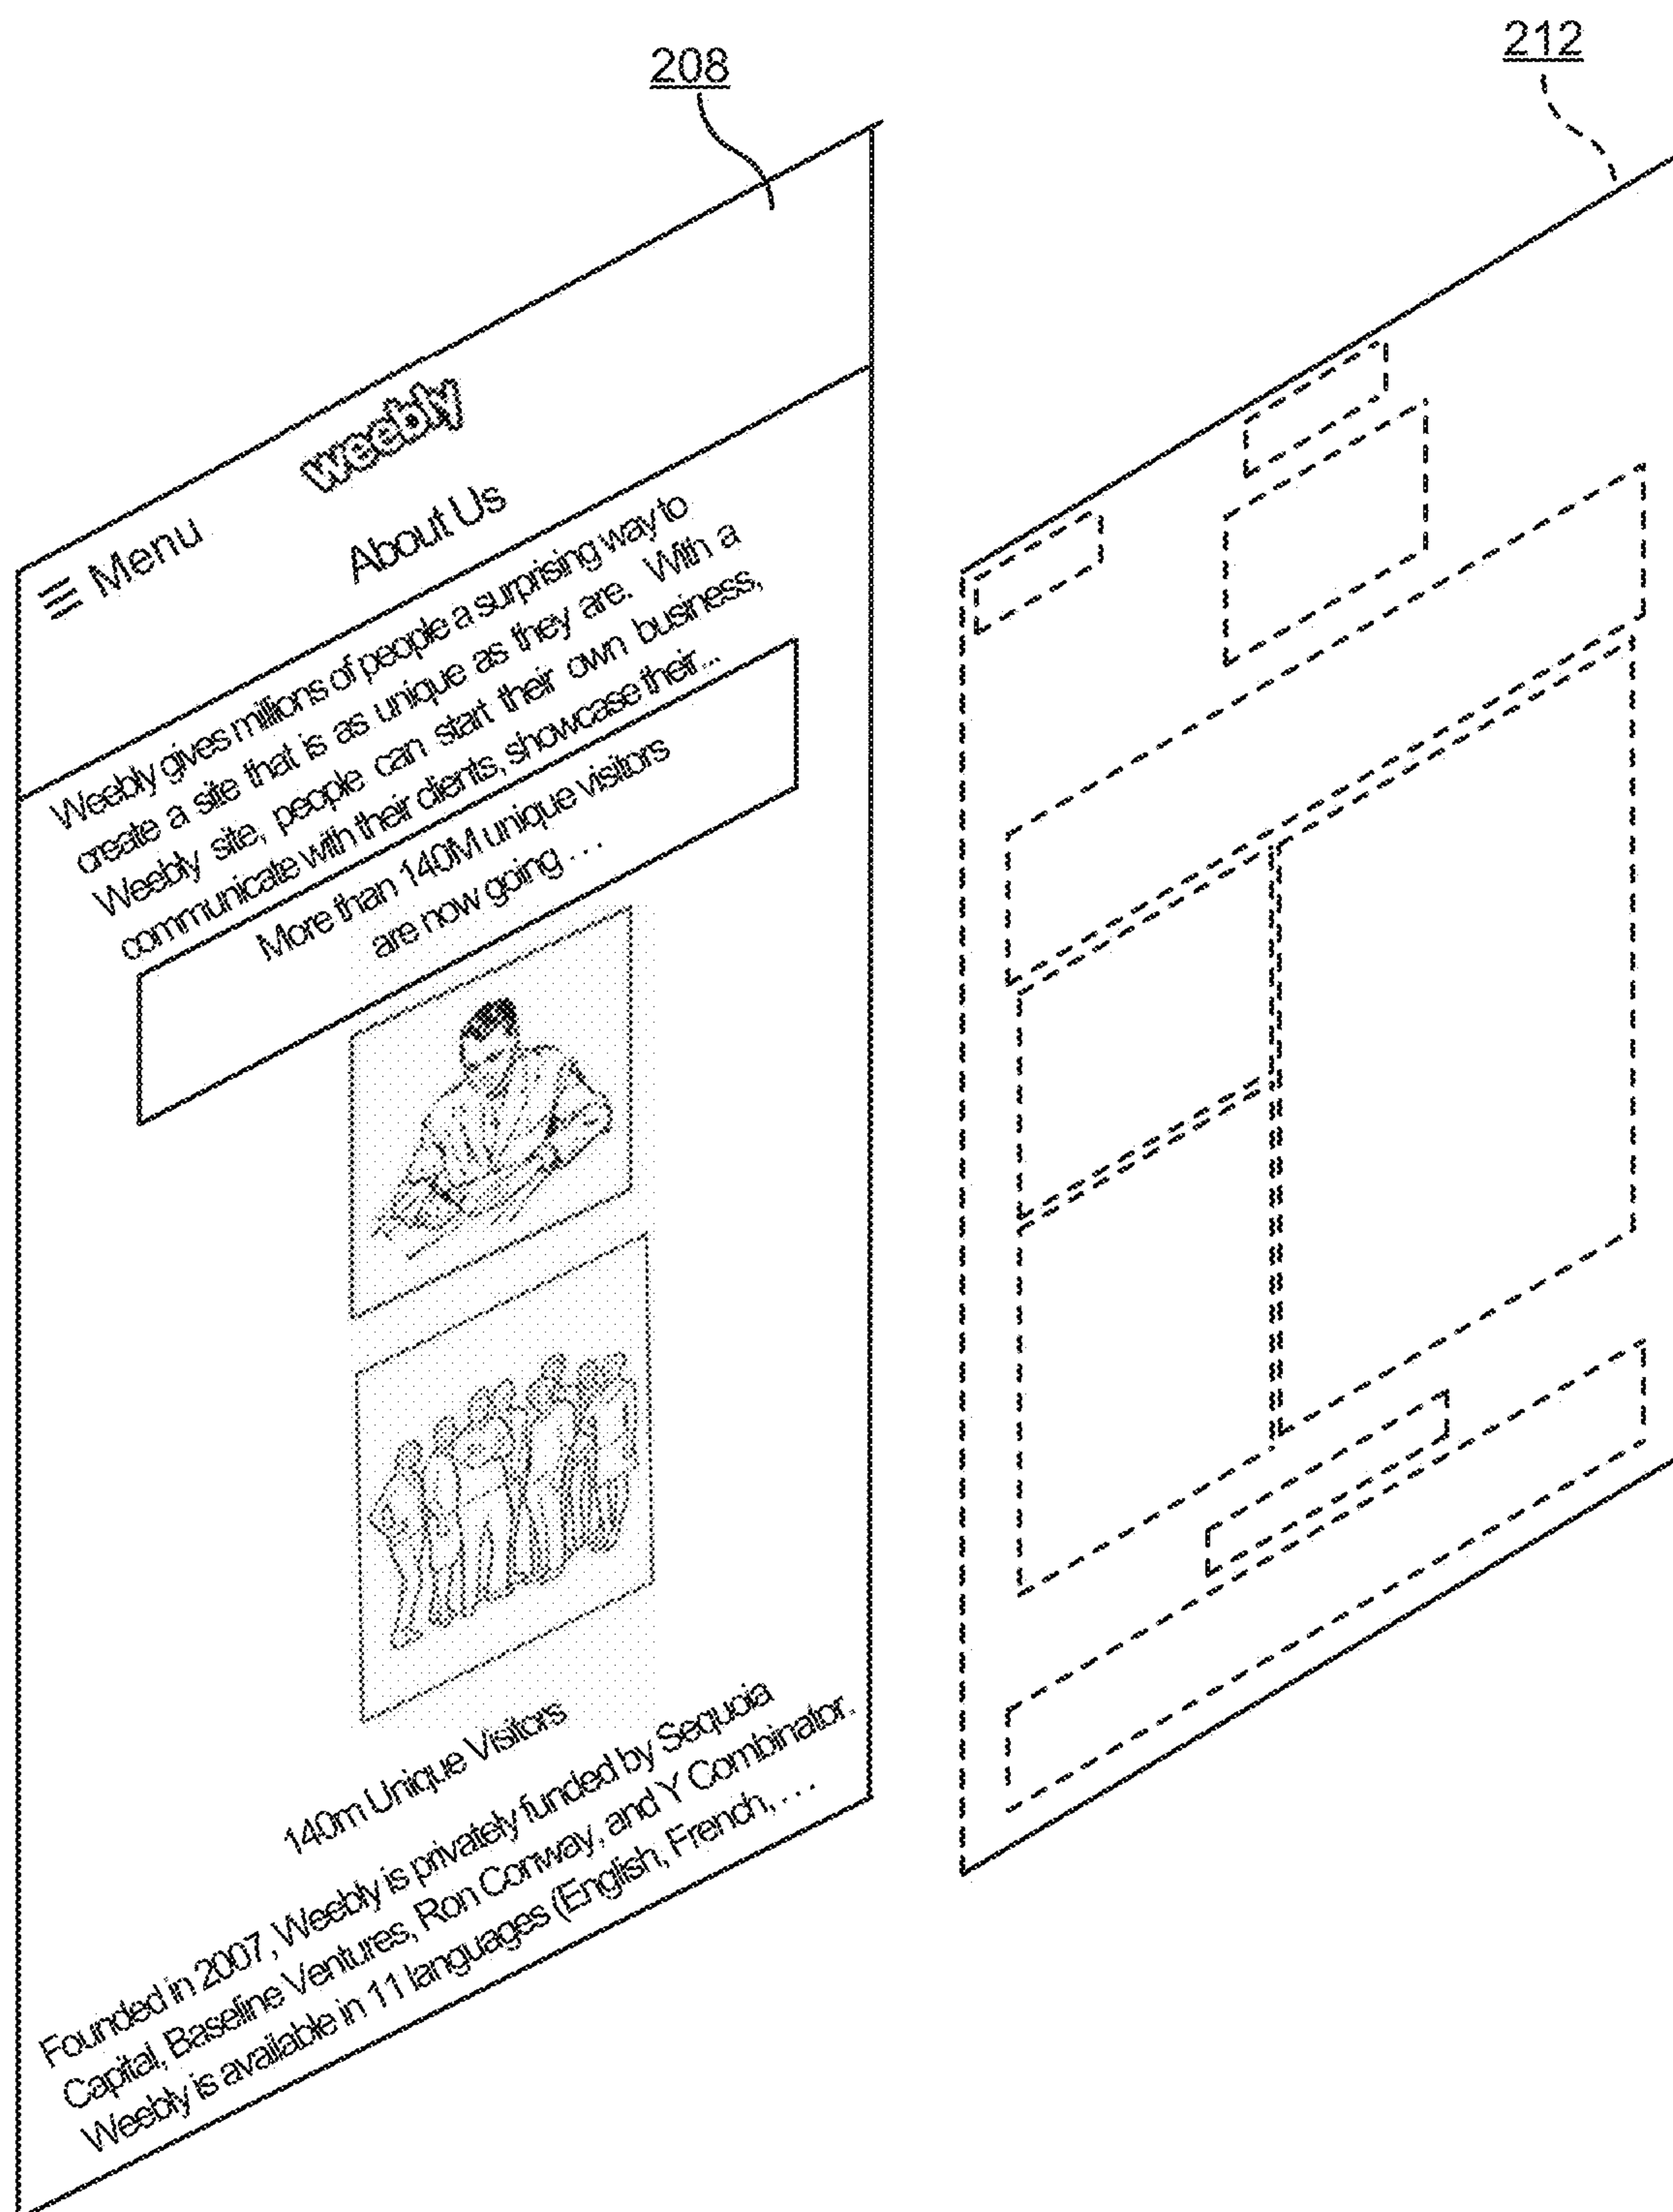 208
212
weebly
☰ Menu
About Us
Weebly gives millions of people a surprising way to
create a site that is as unique as they are. With a
Weebly site, people can start their own business,
communicate with their clients, showcase their...
More than 140M unique visitors
are now going . . .
140m Unique Visitors
Founded in 2007, Weebly is privately funded by Sequoia
Capital, Baseline Ventures, Ron Conway, and Y Combinator.
Weebly is available in 11 languages (English, French, . . .